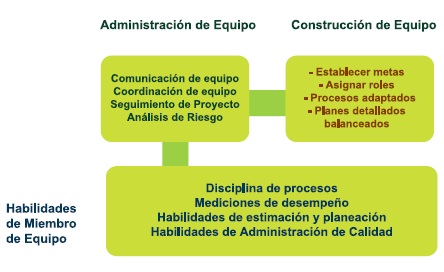 Administración de Equipo
Construcción de Equipo
Comunicación de equipo
Coordinación de equipo
Seguimiento de Proyecto
Análisis de Riesgo
- Establecer metas
- Asignar roles
- Procesos adaptados
- Planes detallados
balanceados
Habilidades
de Miembro
de Equipo
Disciplina de procesos
Mediciones de desempeño
Habilidades de estimación y planeación
Habilidades de Administración de Calidad